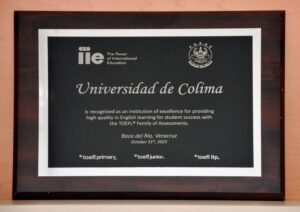 iie
The Power
of International
Education
Universidad de Colima
is recognized as an institution of excellence for providing
high quality in English learning for student success with
the TOEFL® Family of Assessments.
Boca del Río, Veracruz
October 31st, 2025
toefl primary.
toefl junior.
toefl itp.